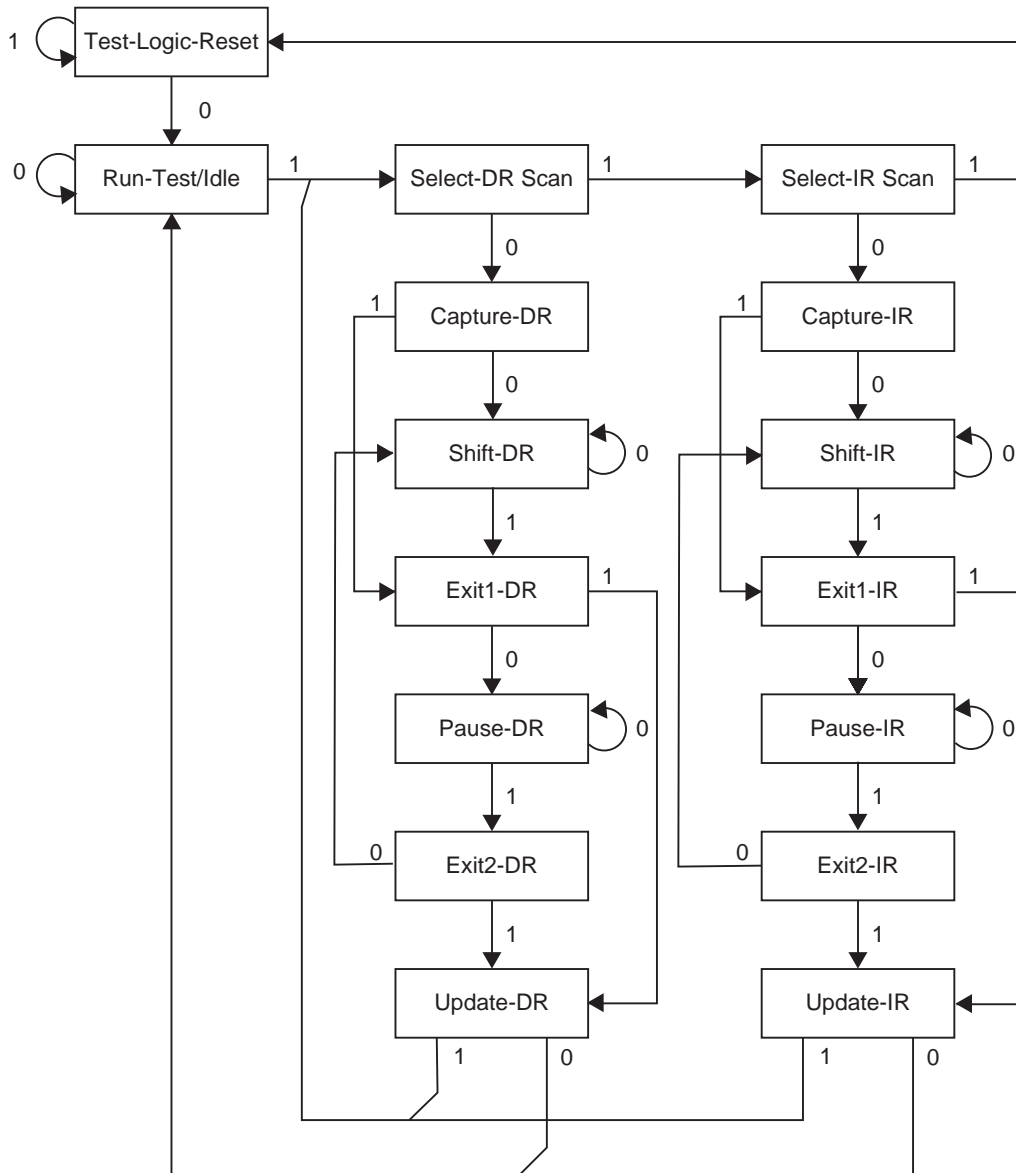 1 Test-Logic-Reset
0
0 Run-Test/Idle 1 Select-DR Scan 1 Select-IR Scan 1
0 0
1 Capture-DR 1 Capture-IR
0 0
Shift-DR 0 Shift-IR 0
1 1
Exit1-DR 1 Exit1-IR 1
0 0
Pause-DR 0 Pause-IR 0
1 1
0 Exit2-DR 0 Exit2-IR
1 1
Update-DR Update-IR
1 0 1 0